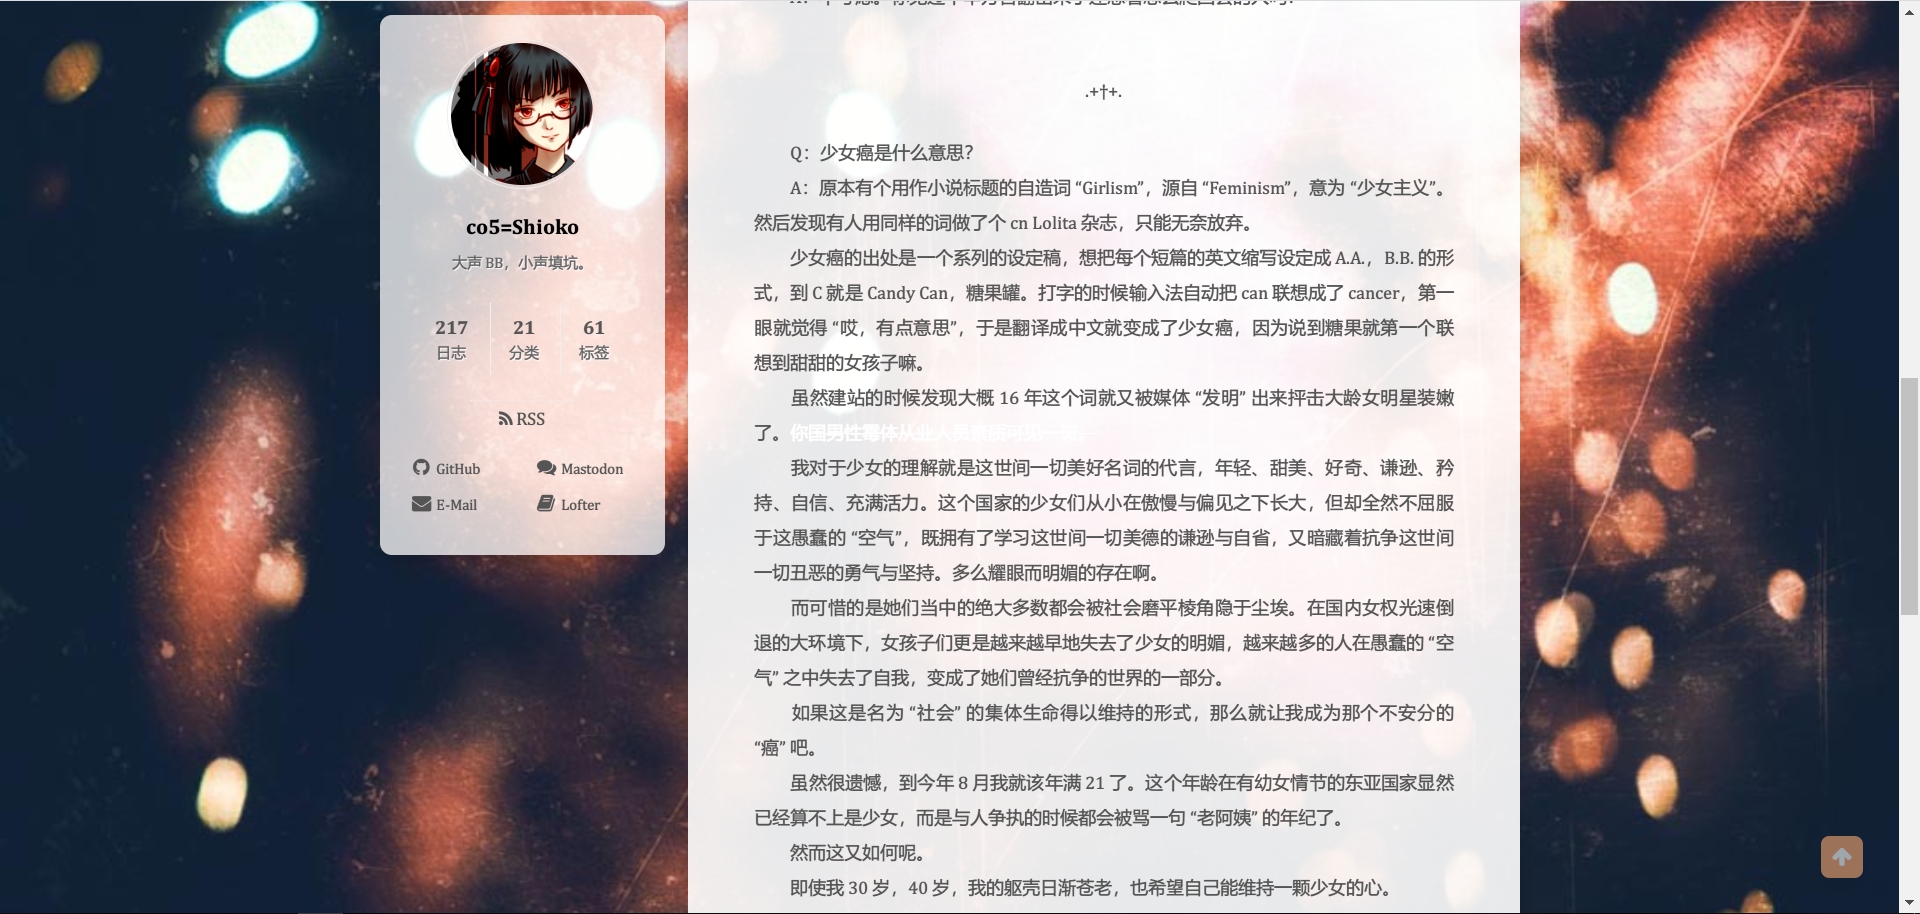 co5=Shioko
大声 BB，小声填坑。
217
日志
21
分类
61
标签
RSS
GitHub
Mastodon
E-Mail
Lofter
.+†+.
Q：少女癌是什么意思？
A：原本有个用作小说标题的自造词 “Girlism”，源自 “Feminism”，意为 “少女主义”。
然后发现有人用同样的词做了个 cn Lolita 杂志，只能无奈放弃。
少女癌的出处是一个系列的设定稿，想把每个短篇的英文缩写设定成 A.A.，B.B. 的形
式，到 C 就是 Candy Can，糖果罐。打字的时候输入法自动把 can 联想成了 cancer，第一
眼就觉得 “哎，有点意思”，于是翻译成中文就变成了少女癌，因为说到糖果就第一个联
想到甜甜的女孩子嘛。
虽然建站的时候发现大概 16 年这个词就又被媒体 “发明” 出来抨击大龄女明星装嫩
了。你国男性霉体从业人员素质可见一斑。
我对于少女的理解就是这世间一切美好名词的代言，年轻、甜美、好奇、谦逊、矜
持、自信、充满活力。这个国家的少女们从小在傲慢与偏见之下长大，但却全然不屈服
于这愚蠢的 “空气”，既拥有了学习这世间一切美德的谦逊与自省，又暗藏着抗争这世间
一切丑恶的勇气与坚持。多么耀眼而明媚的存在啊。
而可惜的是她们当中的绝大多数都会被社会磨平棱角隐于尘埃。在国内女权光速倒
退的大环境下，女孩子们更是越来越早地失去了少女的明媚，越来越多的人在愚蠢的 “空
气” 之中失去了自我，变成了她们曾经抗争的世界的一部分。
如果这是名为 “社会” 的集体生命得以维持的形式，那么就让我成为那个不安分的
“癌” 吧。
虽然很遗憾，到今年 8 月我就该年满 21 了。这个年龄在有幼女情节的东亚国家显然
已经算不上是少女，而是与人争执的时候都会被骂一句 “老阿姨” 的年纪了。
然而这又如何呢。
即使我 30 岁，40 岁，我的躯壳日渐苍老，也希望自己能维持一颗少女的心。